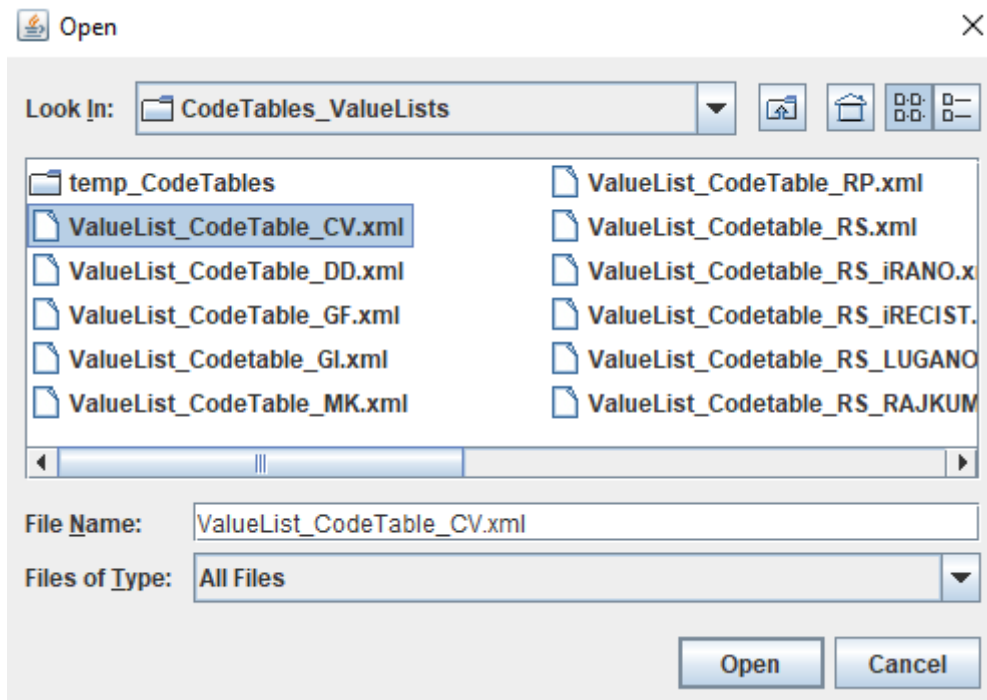 Open
Look In: CodeTables_ValueLists
temp_CodeTables
ValueList_CodeTable_CV.xml
ValueList_CodeTable_DD.xml
ValueList_CodeTable_GF.xml
ValueList_Codetable_GI.xml
ValueList_CodeTable_MK.xml
ValueList_CodeTable_RP.xml
ValueList_Codetable_RS.xml
ValueList_Codetable_RS_iRANO.x
ValueList_Codetable_RS_iRECIST.
ValueList_Codetable_RS_LUGANO
ValueList_Codetable_RS_RAJKUM
File Name: ValueList_CodeTable_CV.xml
Files of Type: All Files
Open Cancel